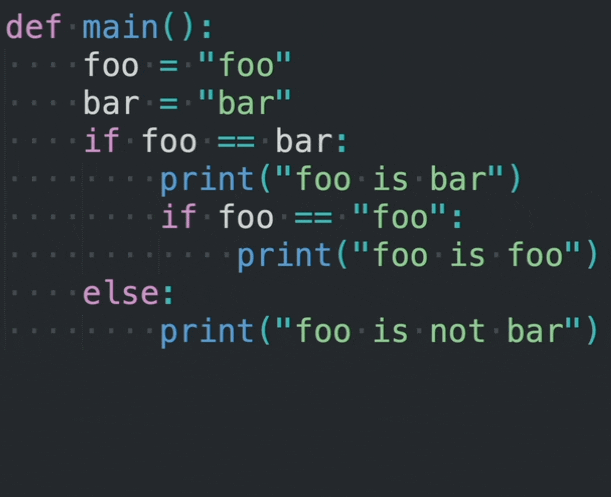 def main():
    foo = "foo"
    bar = "bar"
    if foo == bar:
        print("foo is bar")
        if foo == "foo":
            print("foo is foo")
    else:
        print("foo is not bar")